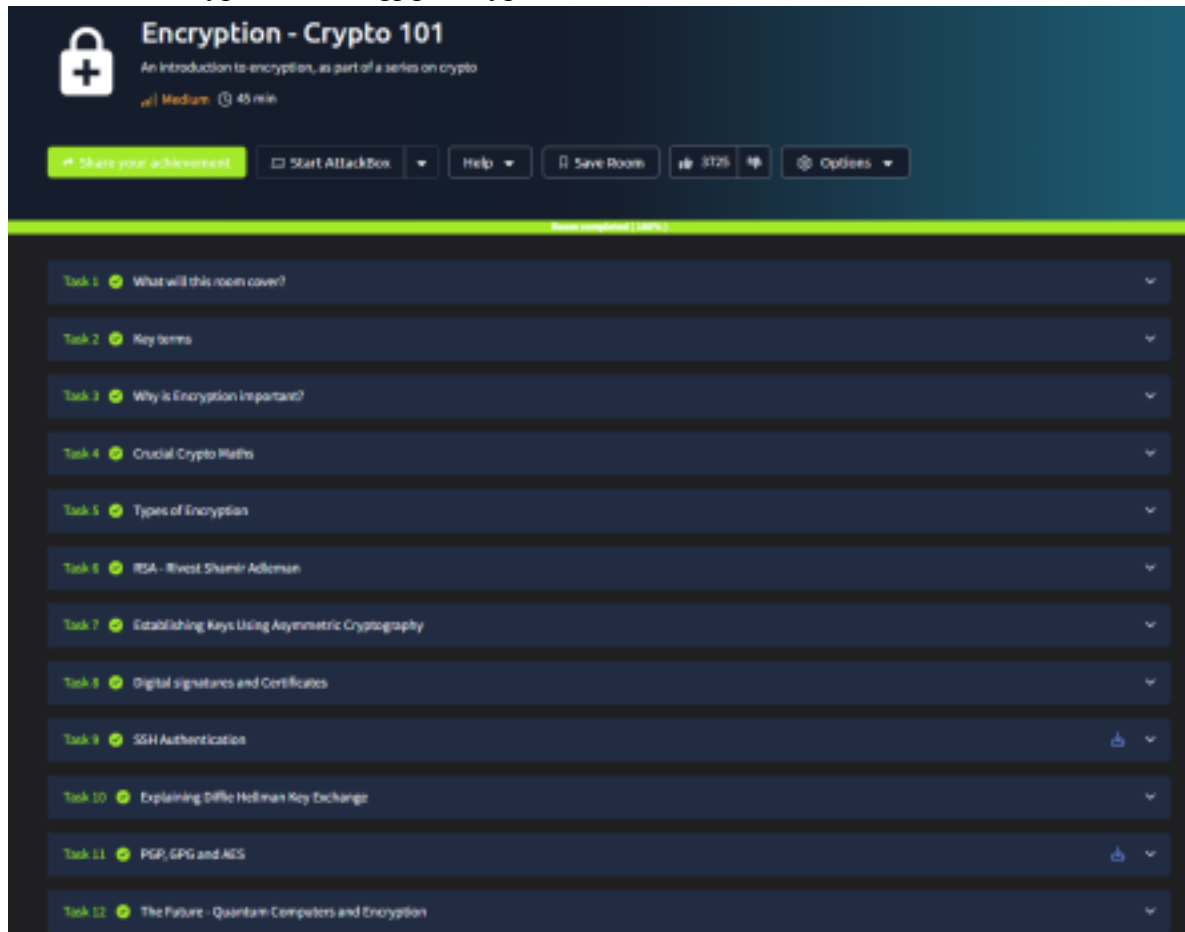 Encryption - Crypto 101
An introduction to encryption, as part of a series on crypto
Medium 45 min
Share your achievement Start AttackBox Help Save Room 3725 Options
Room completed ( 100% )
Task 1 What will this room cover?
Task 2 Key terms
Task 3 Why is Encryption important?
Task 4 Crucial Crypto Maths
Task 5 Types of Encryption
Task 6 RSA - Rivest Shamir Adleman
Task 7 Establishing Keys Using Asymmetric Cryptography
Task 8 Digital signatures and Certificates
Task 9 SSH Authentication
Task 10 Explaining Diffie Hellman Key Exchange
Task 11 PGP, GPG and AES
Task 12 The Future - Quantum Computers and Encryption